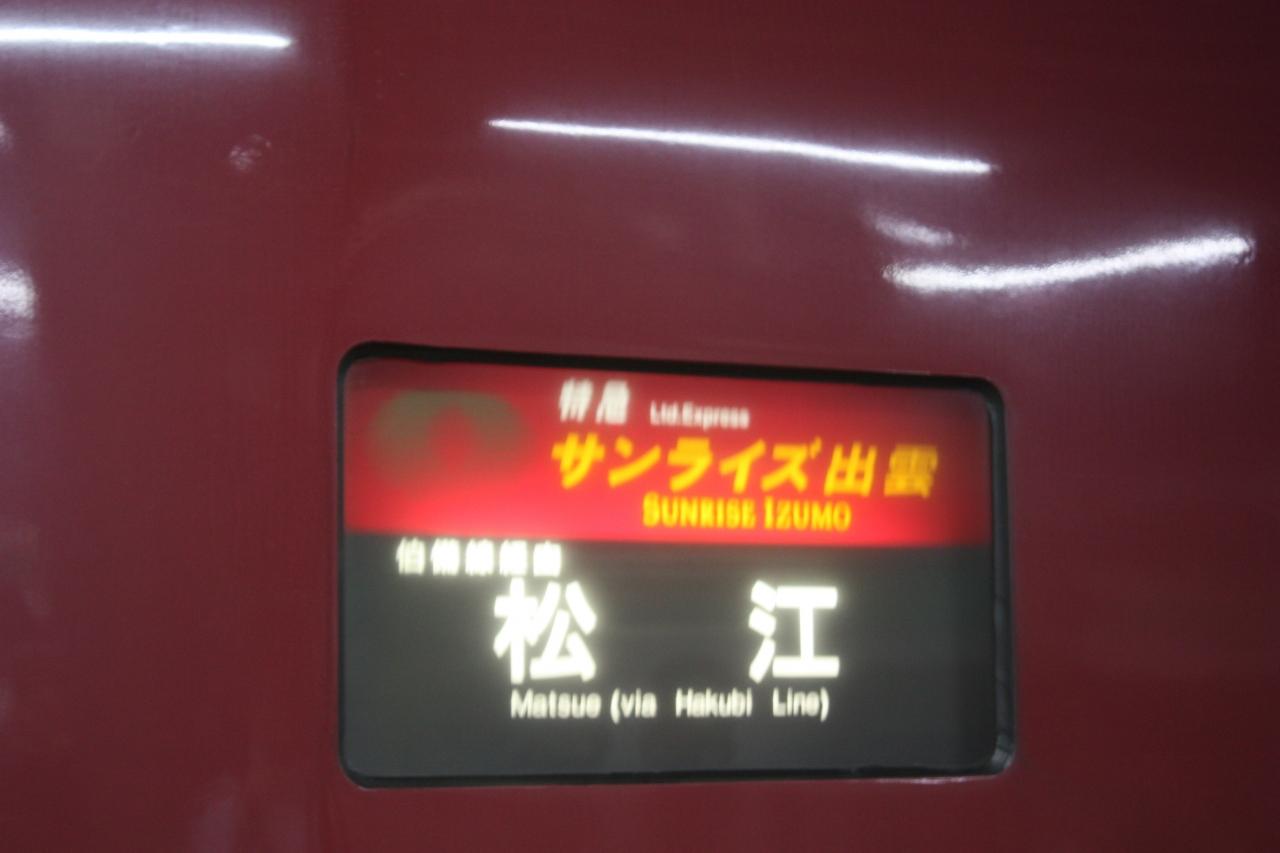 特急 Ltd.Express
サンライズ出雲
SUNRISE IZUMO
伯備線経由
松江
Matsue (via Hakubi Line)